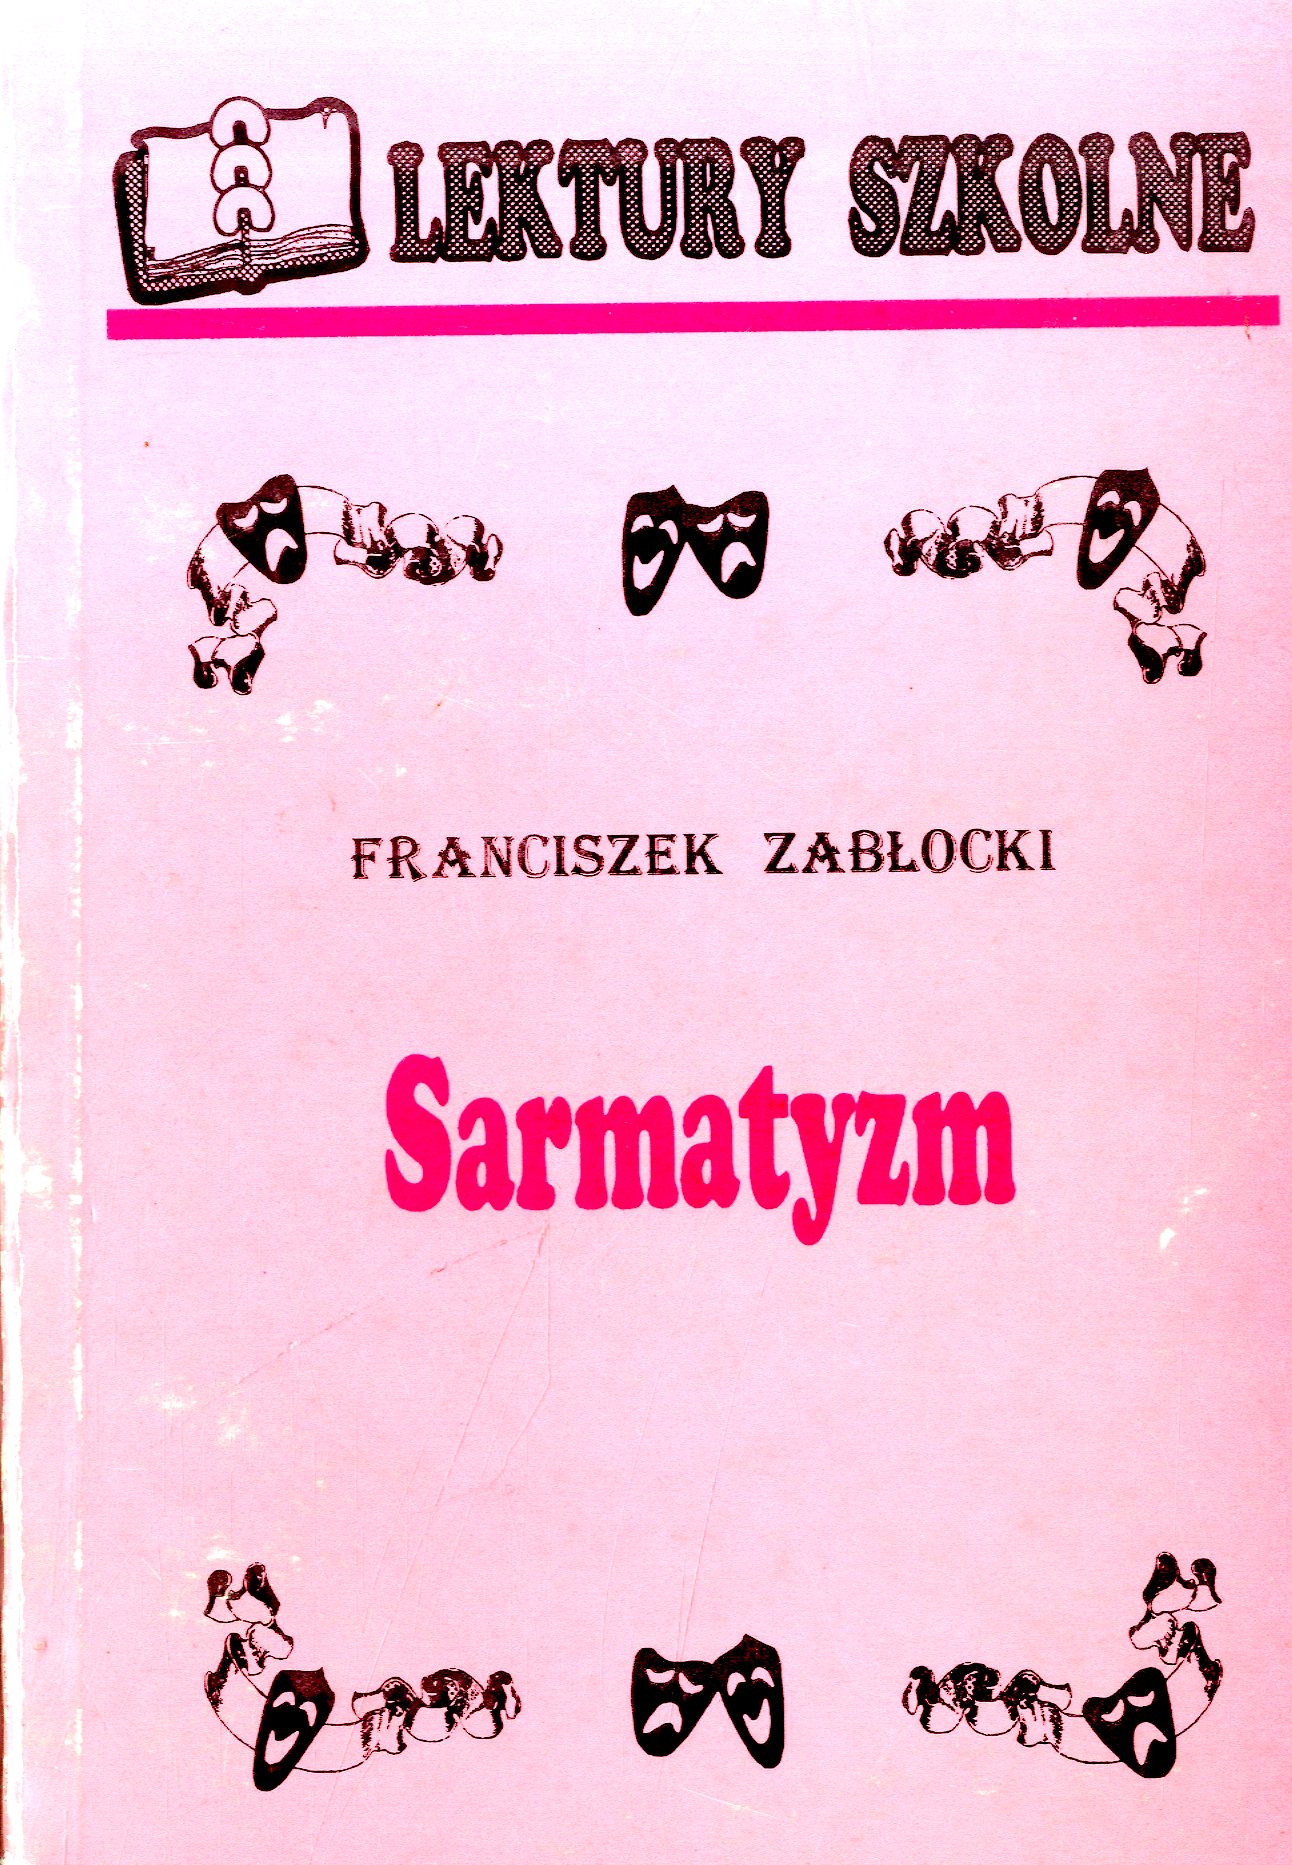 LEKTURY SZKOLNE
FRANCISZEK ZABŁOCKI
Sarmatyzm